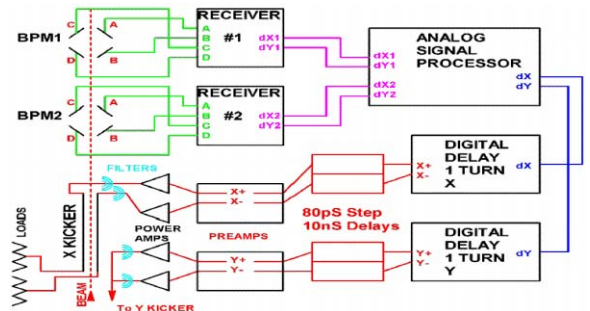 C
A
BPM1
D
B
RECEIVER
#1
A
B
C
D
dX1
dY1
C
A
BPM2
D
B
RECEIVER
#2
A
B
C
D
dX2
dY2
dX1
dY1
dX2
dY2
ANALOG
SIGNAL
PROCESSOR
dX
dY
FILTERS
POWER
AMPS
X+
X-
PREAMPS
80pS Step
10nS Delays
X+
X-
DIGITAL
DELAY
1 TURN
X
dX
Y+
Y-
Y+
Y-
DIGITAL
DELAY
1 TURN
Y
dY
LOADS
X KICKER
BEAM
To Y KICKER